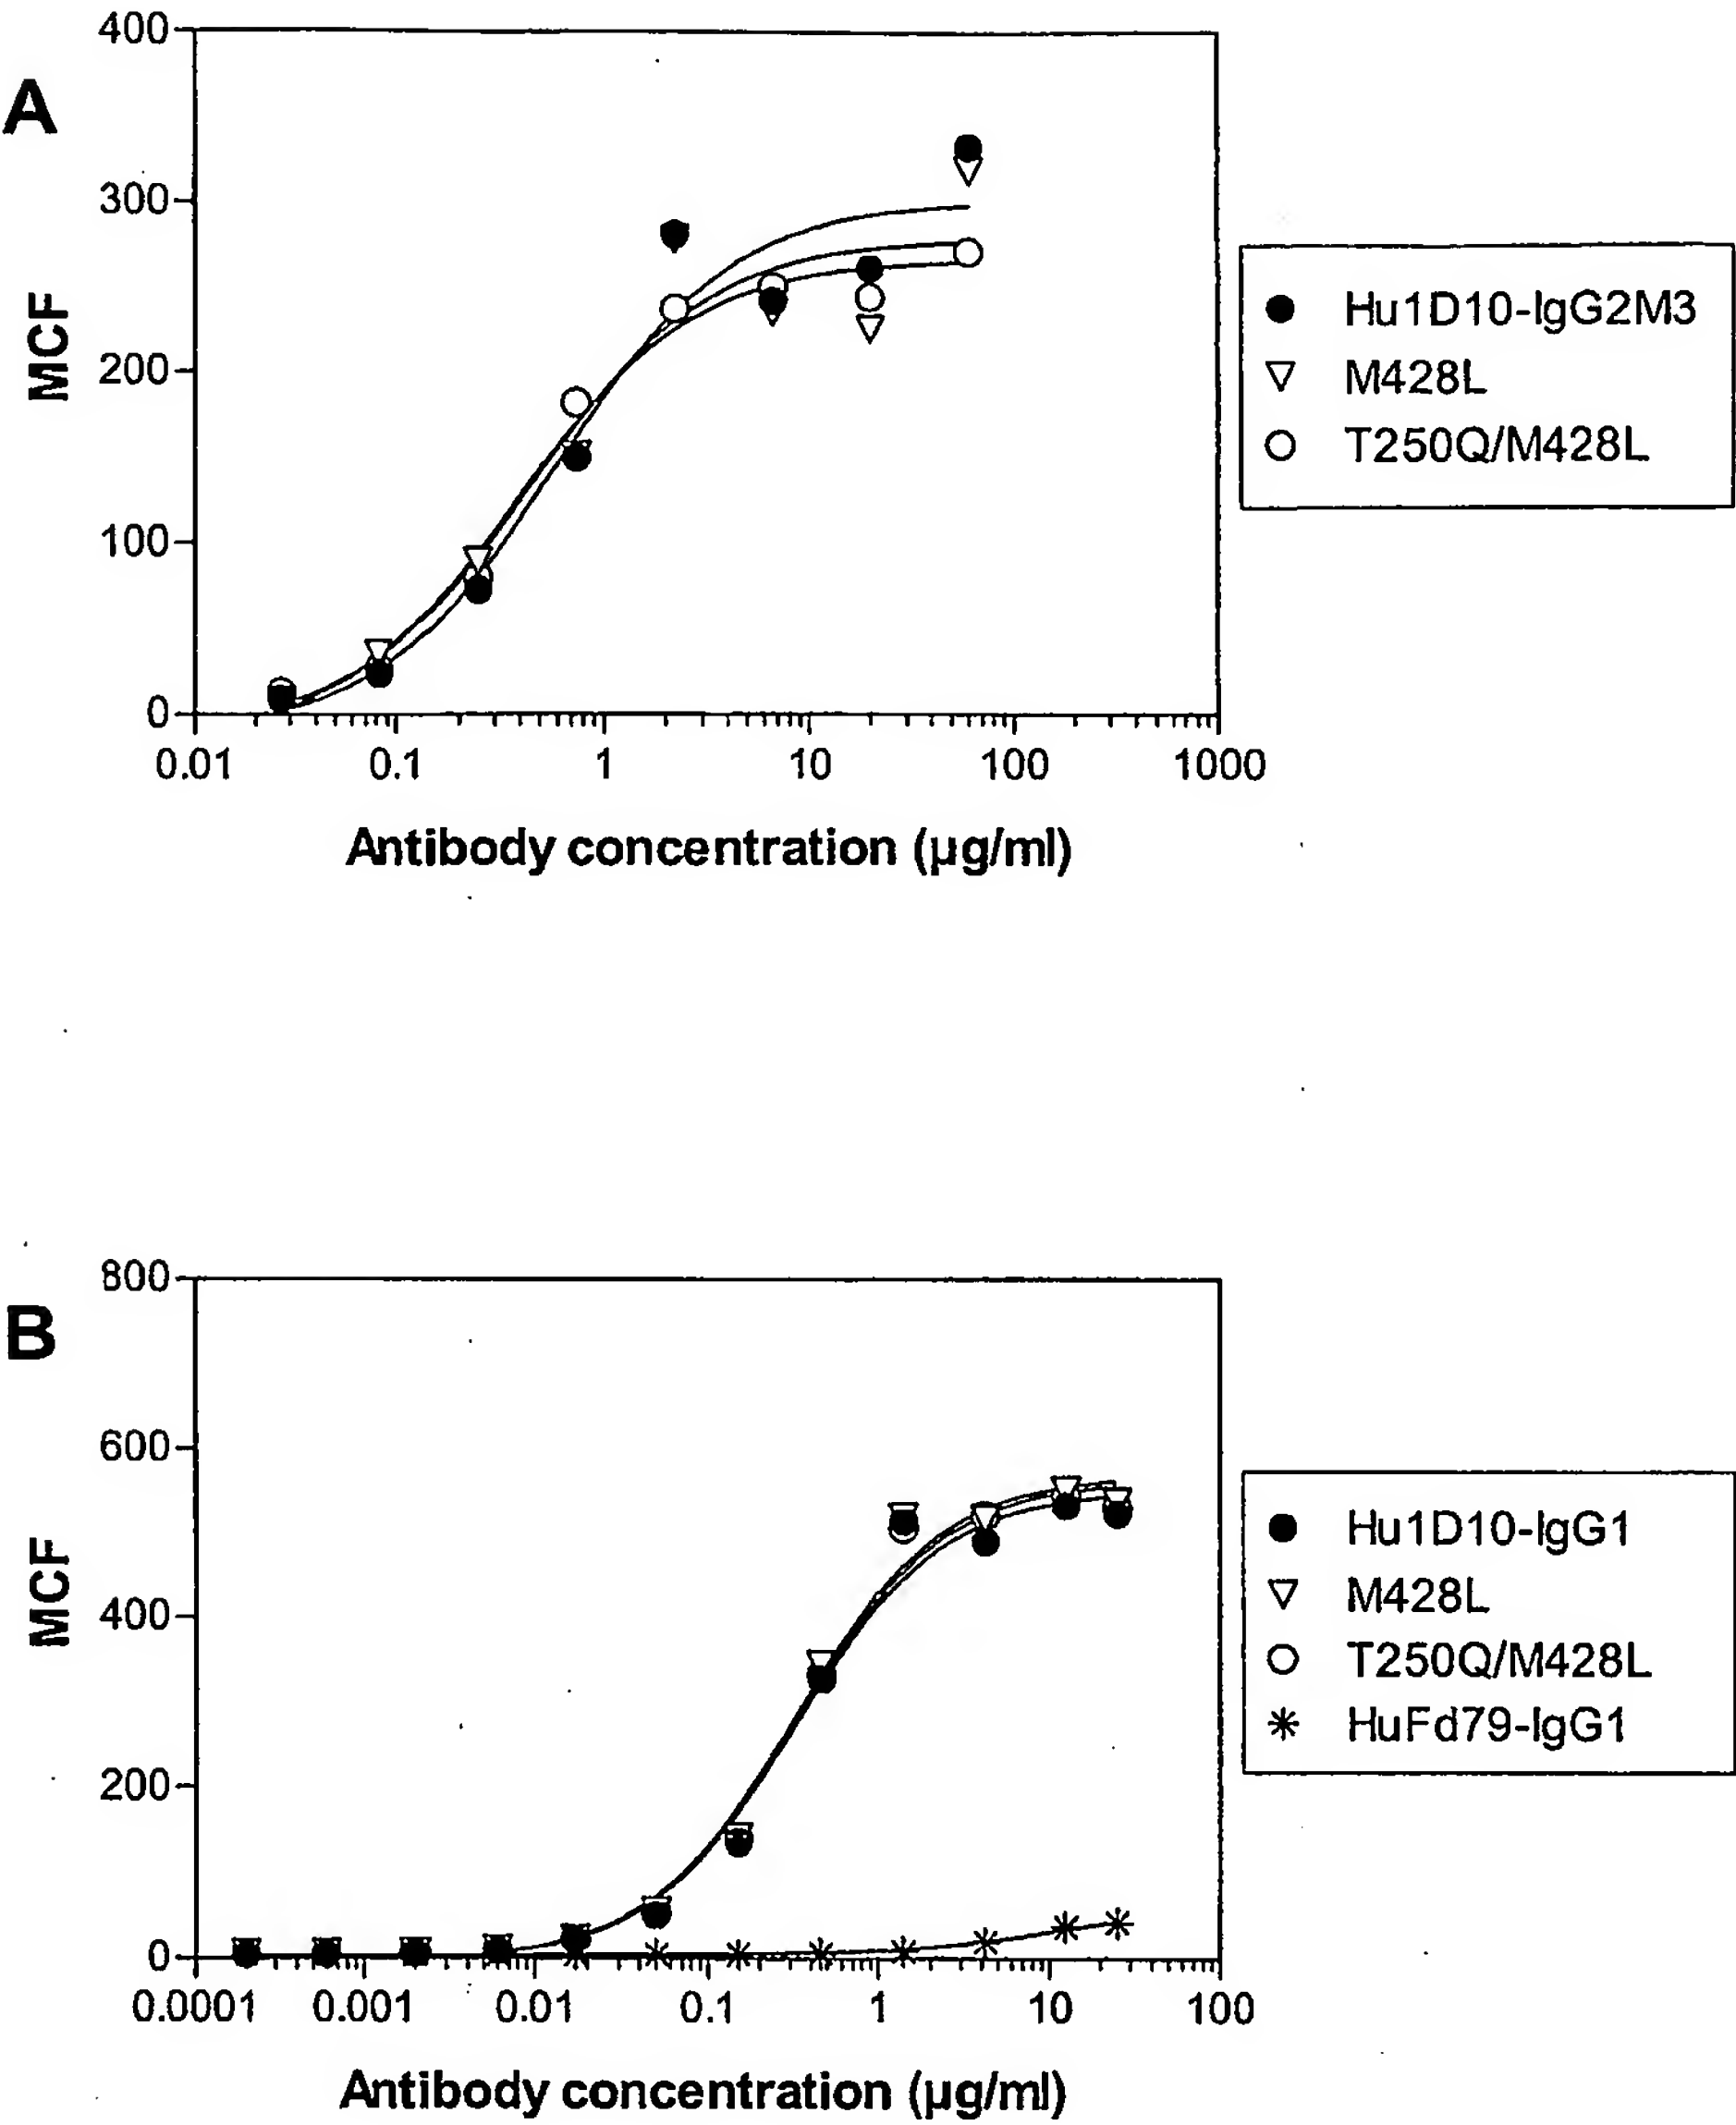 A
MCF
400
300
200
100
0
0.01 0.1 1 10 100 1000
Antibody concentration (µg/ml)
Hu1D10-IgG2M3
M428L
T250Q/M428L
B
MCF
800
600
400
200
0
0.0001 0.001 0.01 0.1 1 10 100
Antibody concentration (µg/ml)
Hu1D10-IgG1
M428L
T250Q/M428L
HuFd79-IgG1